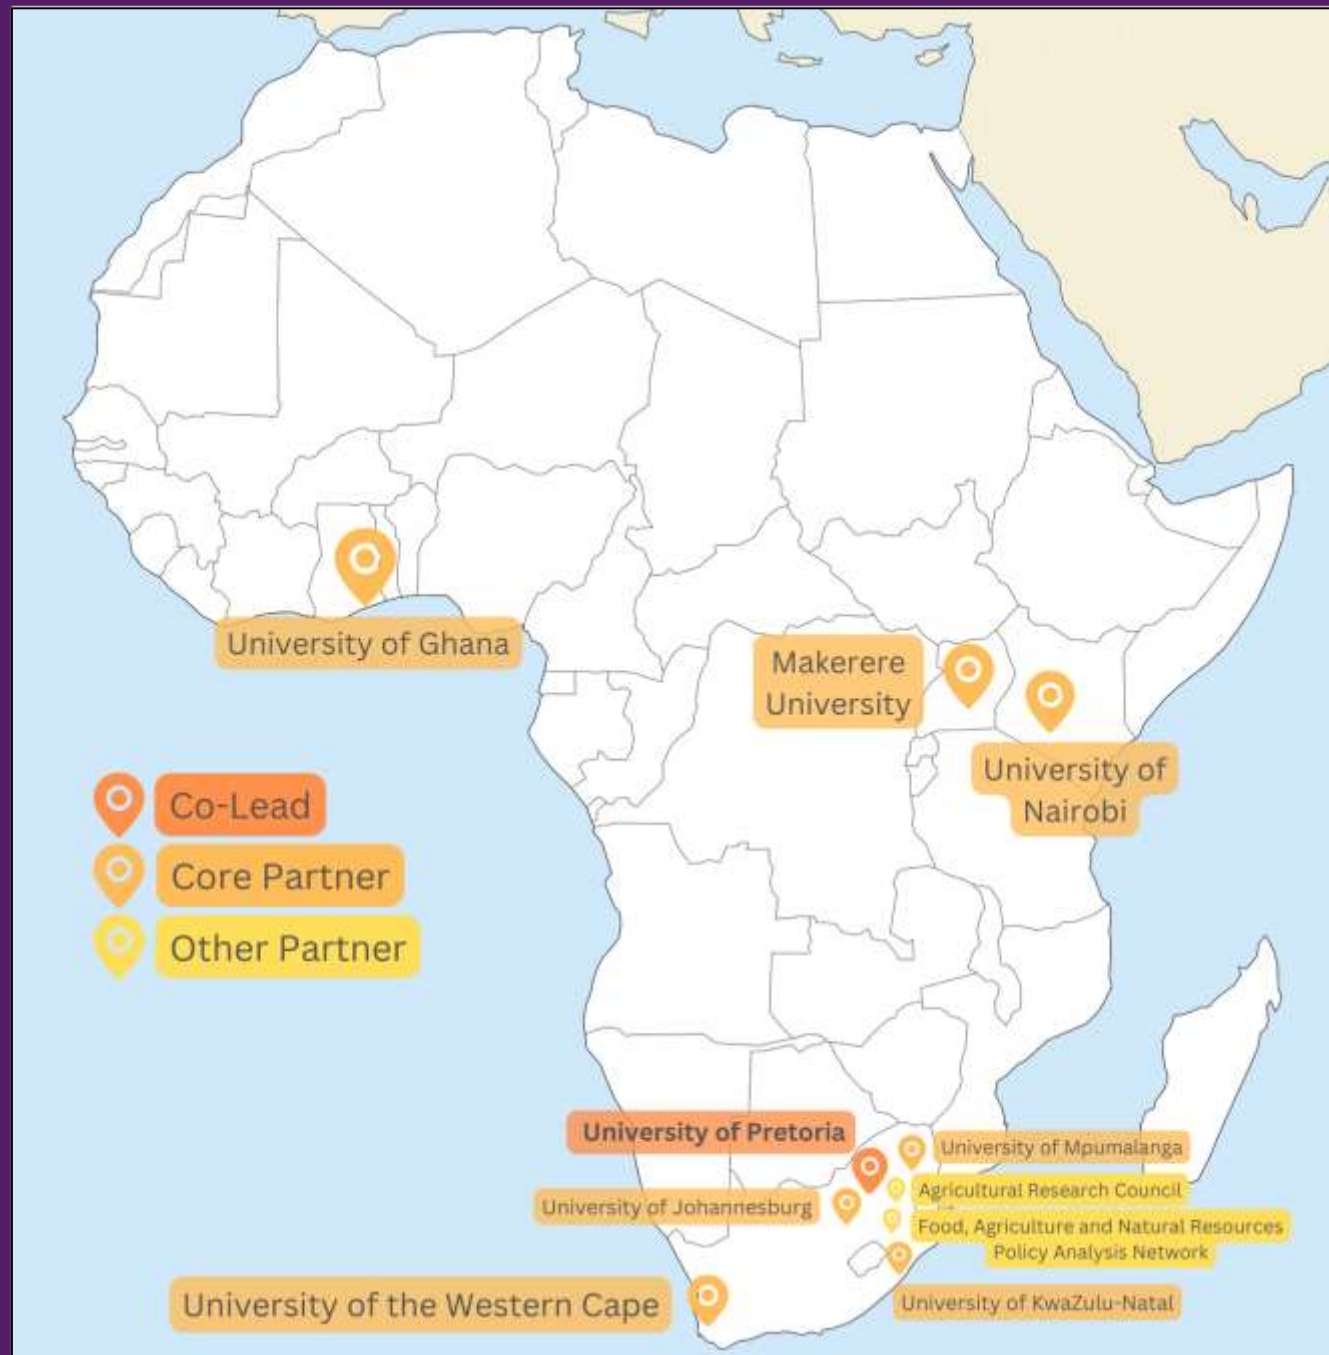 University of Ghana
Makerere
University
University of
Nairobi
Co-Lead
Core Partner
Other Partner
University of Pretoria
University of Mpumalanga
Agricultural Research Council
University of Johannesburg
Food, Agriculture and Natural Resources
Policy Analysis Network
University of the Western Cape
University of KwaZulu-Natal